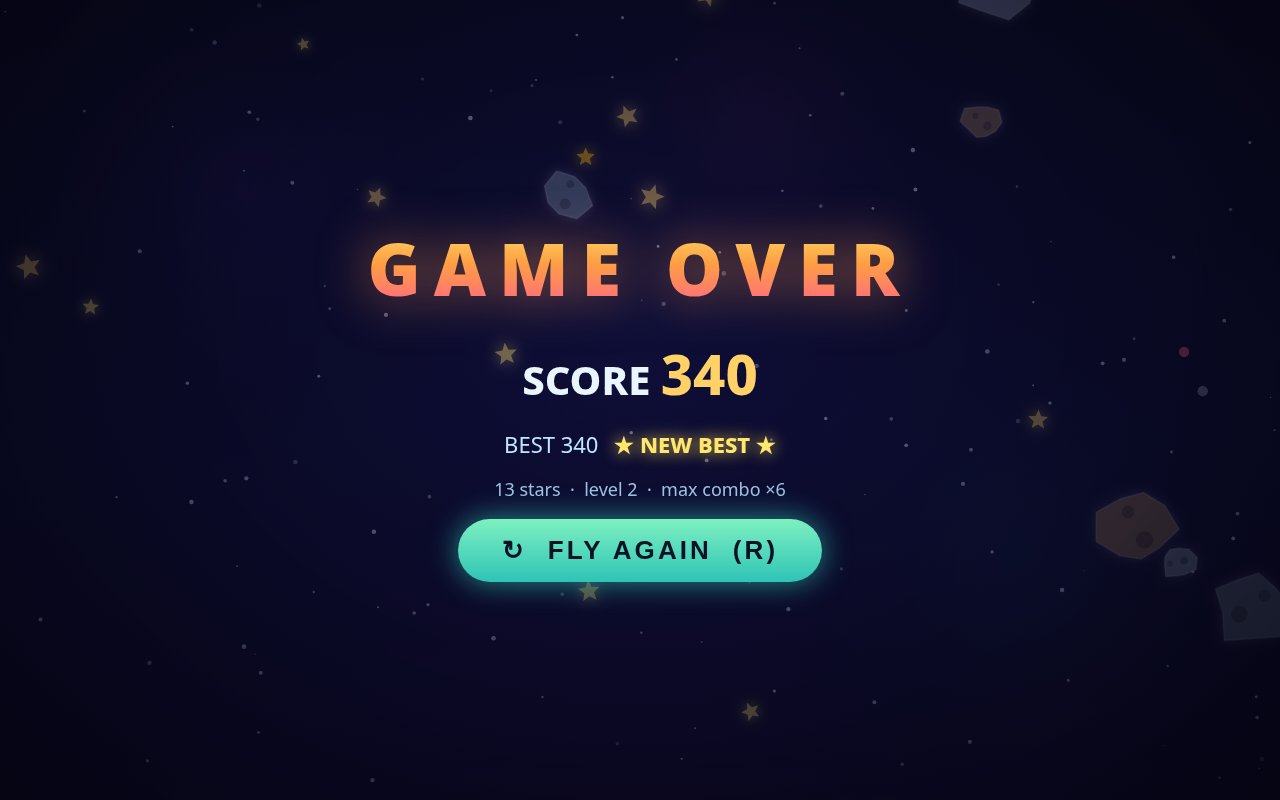 GAME OVER
SCORE 340
BEST 340 ★ NEW BEST ★
13 stars · level 2 · max combo ×6
↻ FLY AGAIN (R)